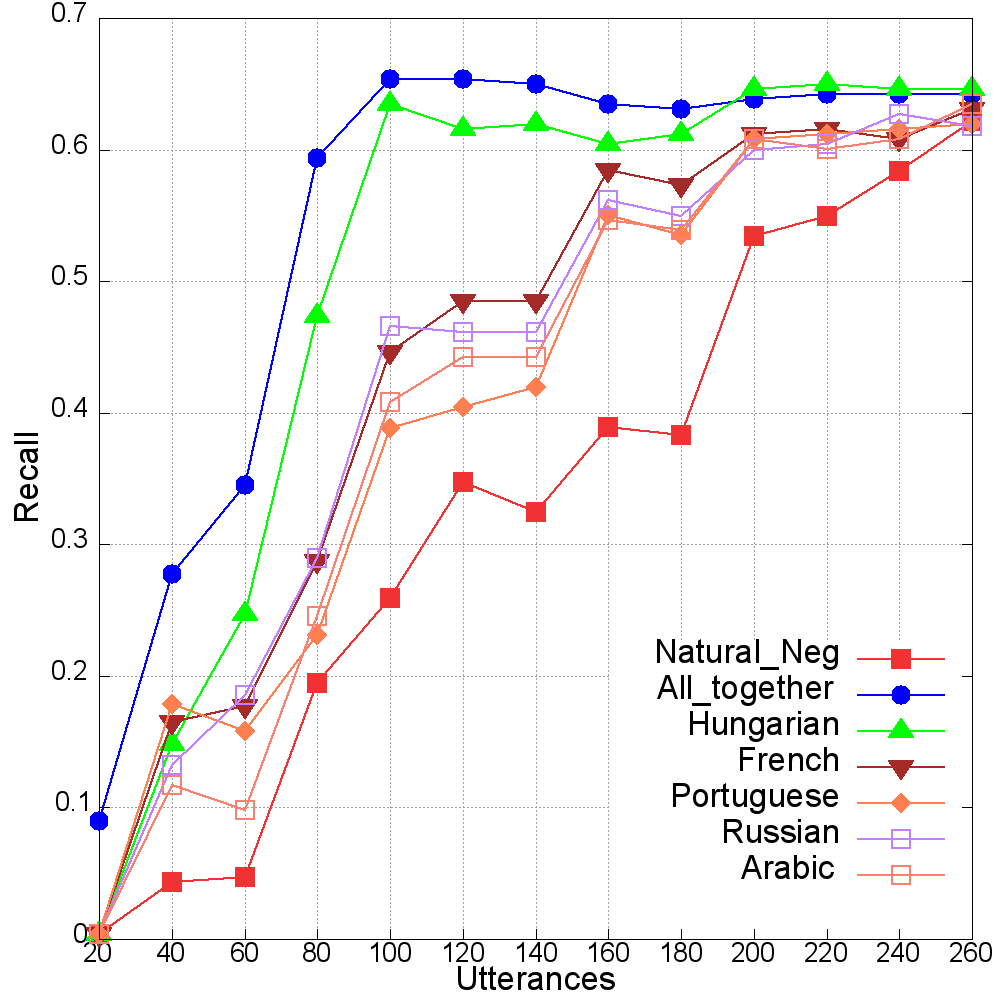 0.7
0.6
0.5
0.4
0.3
0.2
0.1
0
Recall
20 40 60 80 100 120 140 160 180 200 220 240 260
Utterances
Natural_Neg
All_together
Hungarian
French
Portuguese
Russian
Arabic